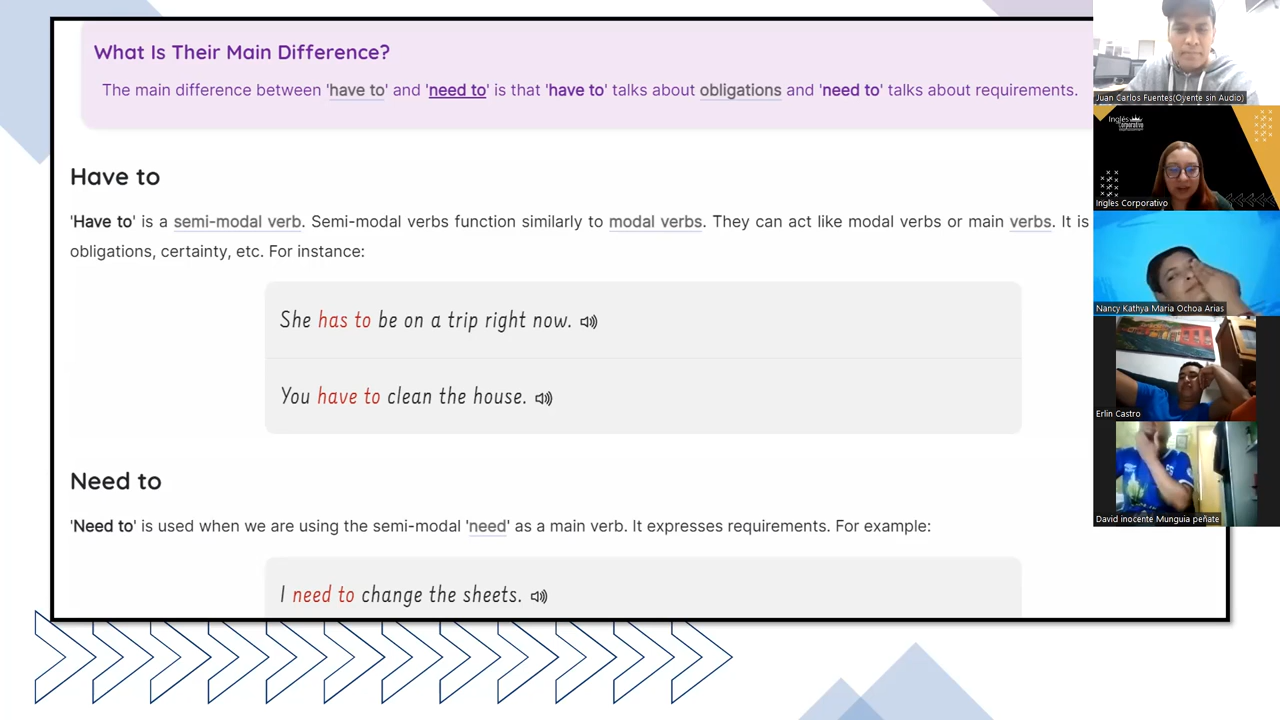 What Is Their Main Difference?
The main difference between 'have to' and 'need to' is that 'have to' talks about obligations and 'need to' talks about requirements.
Have to
'Have to' is a semi-modal verb. Semi-modal verbs function similarly to modal verbs. They can act like modal verbs or main verbs. It is
obligations, certainty, etc. For instance:
She has to be on a trip right now.
You have to clean the house.
Need to
'Need to' is used when we are using the semi-modal 'need' as a main verb. It expresses requirements. For example:
I need to change the sheets.
Juan Carlos Fuentes(Oyente sin Audio)
Inglés
Corporativo
Ingles Corporativo
Nancy Kathya Maria Ochoa Arias
Erlin Castro
David inocente Munguia peñate